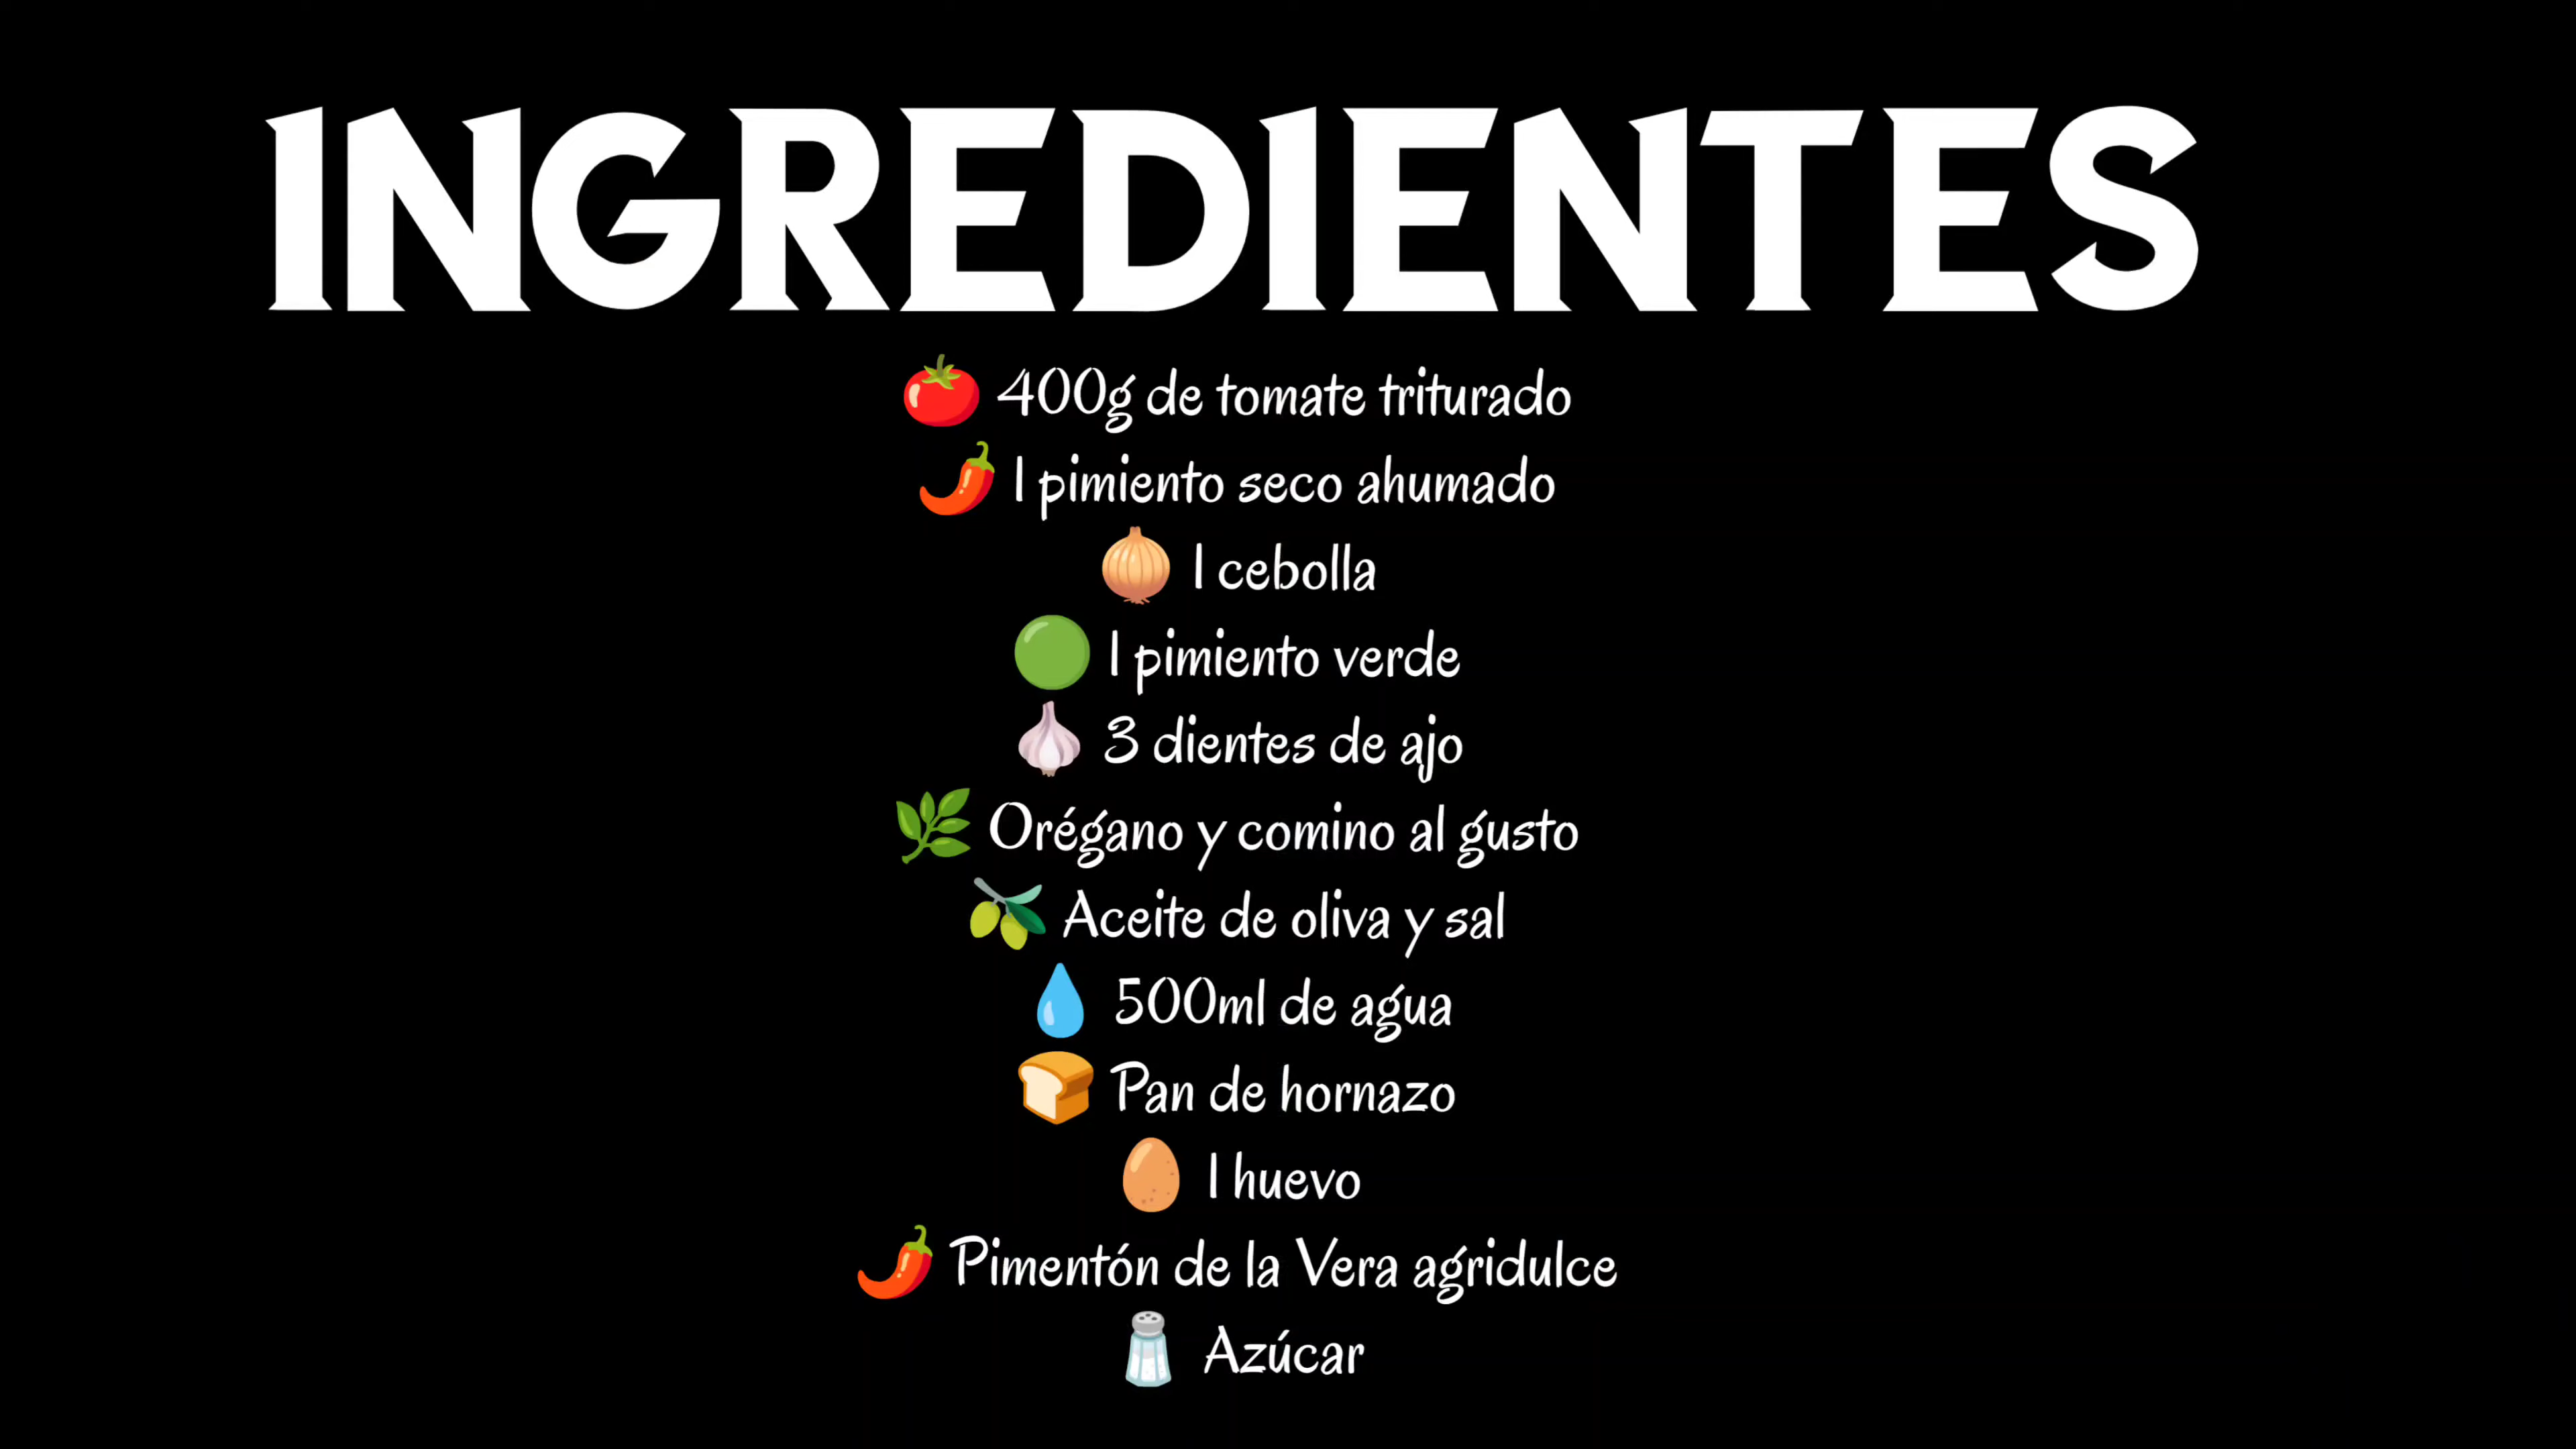 INGREDIENTES
🍅 400g de tomate triturado
🌶️ 1 pimiento seco ahumado
🧅 1 cebolla
🟢 1 pimiento verde
🧄 3 dientes de ajo
🌿 Orégano y comino al gusto
🫒 Aceite de oliva y sal
💧 500ml de agua
🍞 Pan de hornazo
🥚 1 huevo
🌶️ Pimentón de la Vera agridulce
🧂 Azúcar